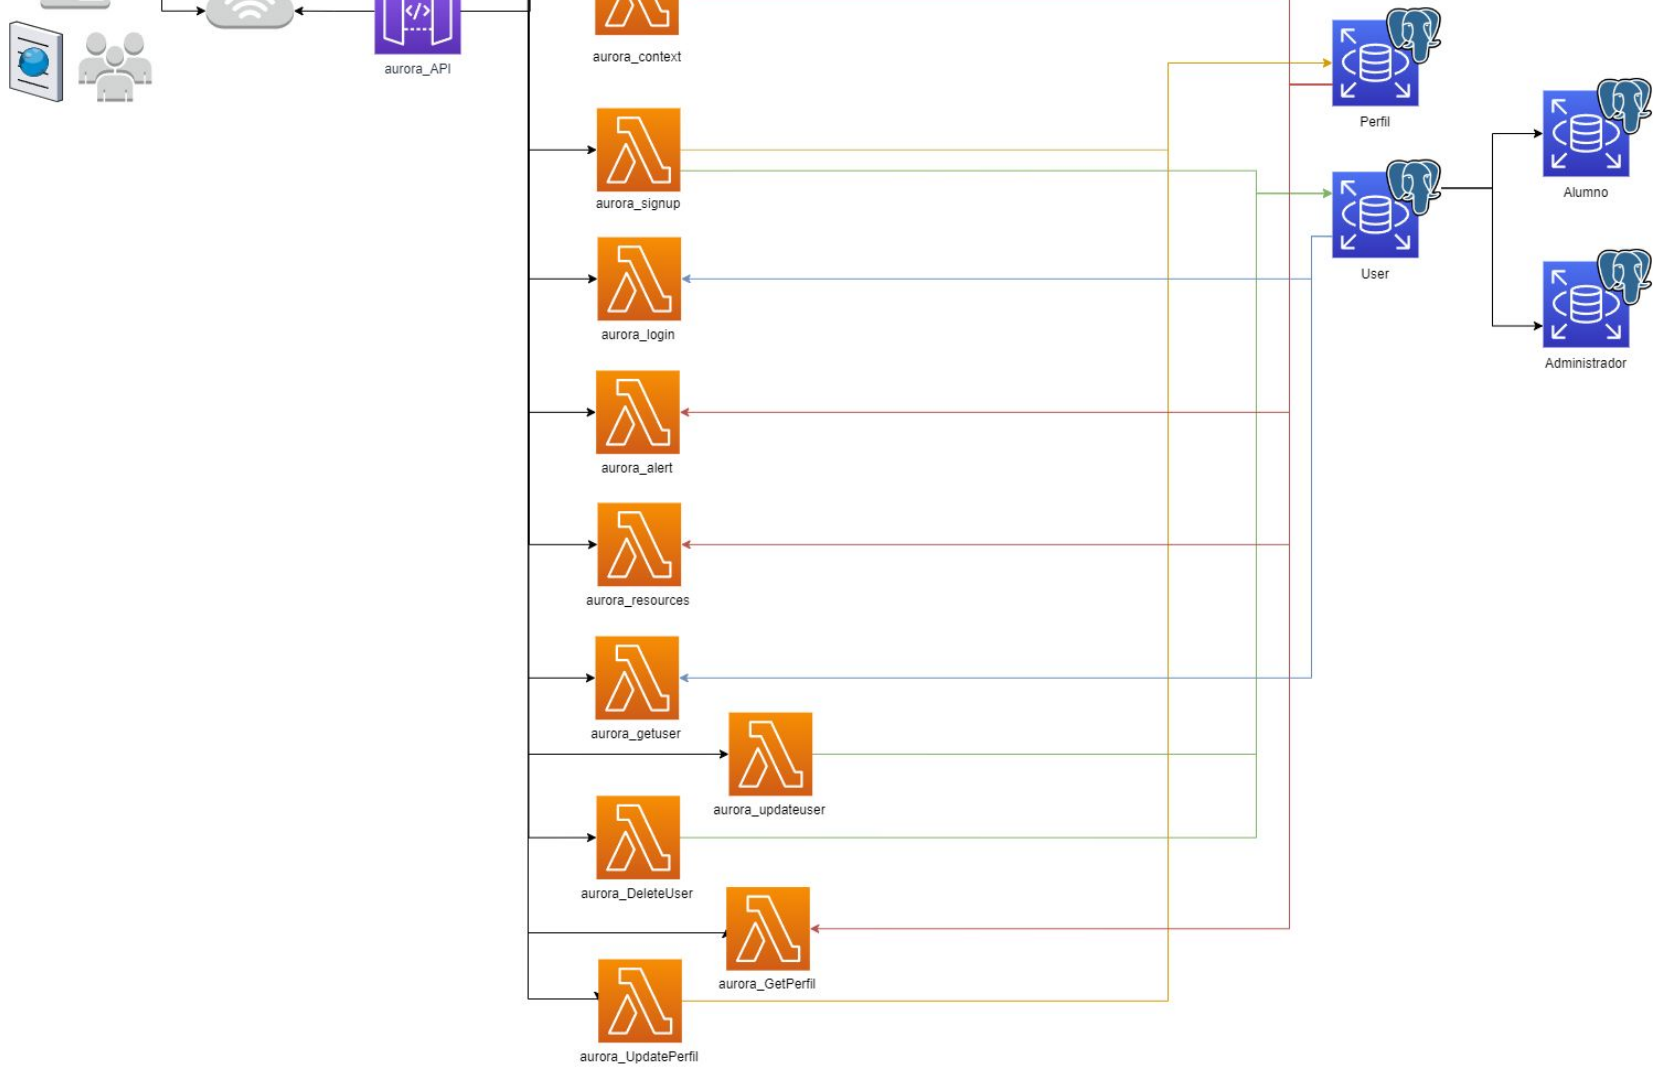 aurora_API
aurora_context
Perfil
Alumno
aurora_signup
User
aurora_login
Administrador
aurora_alert
aurora_resources
aurora_getuser
aurora_updateuser
aurora_DeleteUser
aurora_GetPerfil
aurora_UpdatePerfil